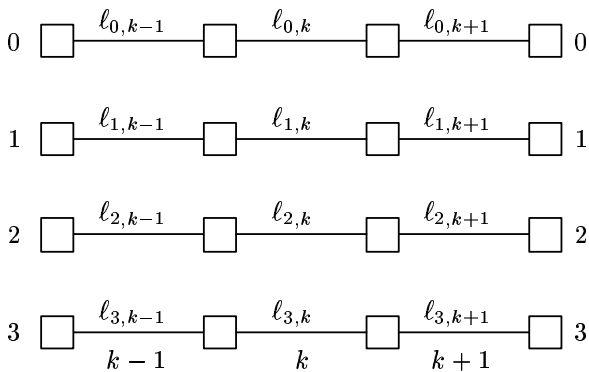 0 ℓ₀,ₖ₋₁ ℓ₀,ₖ ℓ₀,ₖ₊₁ 0
1 ℓ₁,ₖ₋₁ ℓ₁,ₖ ℓ₁,ₖ₊₁ 1
2 ℓ₂,ₖ₋₁ ℓ₂,ₖ ℓ₂,ₖ₊₁ 2
3 ℓ₃,ₖ₋₁ ℓ₃,ₖ ℓ₃,ₖ₊₁ 3
k − 1 k k + 1